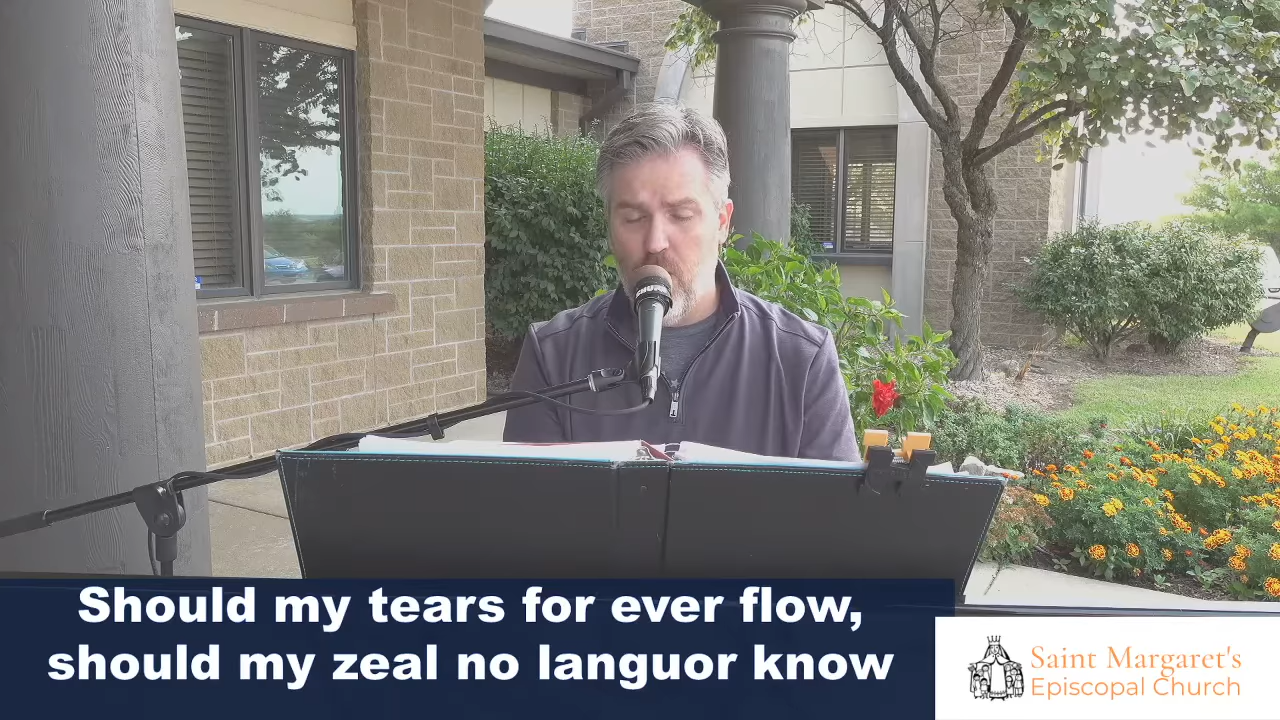 Should my tears for ever flow,
should my zeal no languor know
Saint Margaret's
Episcopal Church